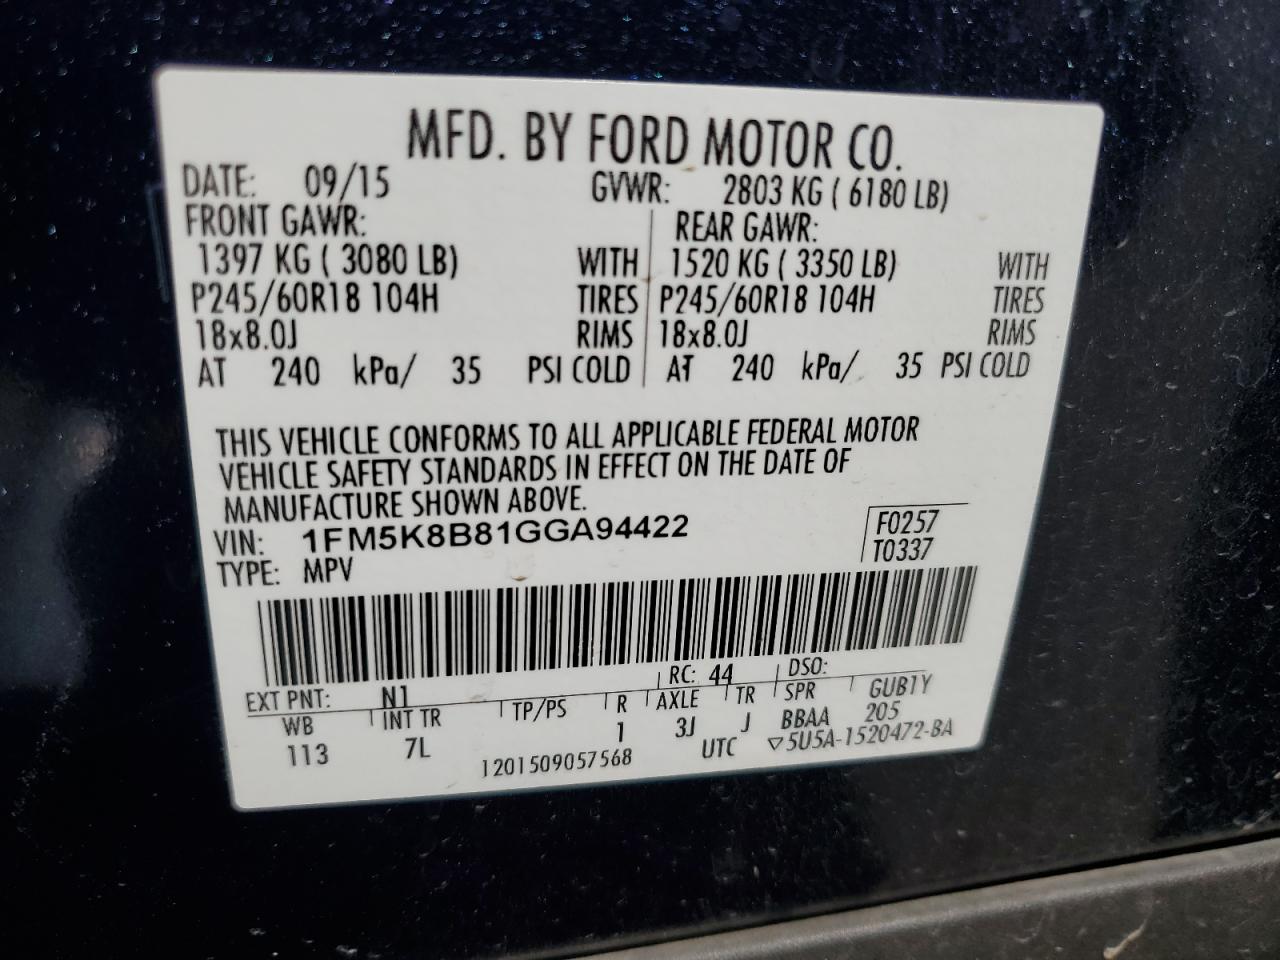 MFD. BY FORD MOTOR CO.
DATE: 09/15 GVWR: 2803 KG ( 6180 LB)
FRONT GAWR: REAR GAWR:
1397 KG ( 3080 LB) WITH 1520 KG ( 3350 LB) WITH
P245/60R18 104H TIRES P245/60R18 104H TIRES
18x8.0J RIMS 18x8.0J RIMS
AT 240 kPa/ 35 PSI COLD AT 240 kPa/ 35 PSI COLD
THIS VEHICLE CONFORMS TO ALL APPLICABLE FEDERAL MOTOR
VEHICLE SAFETY STANDARDS IN EFFECT ON THE DATE OF
MANUFACTURE SHOWN ABOVE.
VIN: 1FM5K8B81GGA94422 F0257
TYPE: MPV T0337
EXT PNT: N1 RC: 44 DSO:
WB INT TR TP/PS R AXLE TR SPR GUB1Y
113 7L 1 3J J BBAA 205
1201509057568 UTC ▽5U5A-1520472-BA